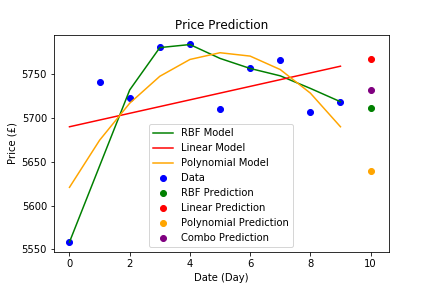 Price Prediction
Price (£)
5750
5700
5650
5600
5550
RBF Model
Linear Model
Polynomial Model
Data
RBF Prediction
Linear Prediction
Polynomial Prediction
Combo Prediction
0 2 4 6 8 10
Date (Day)